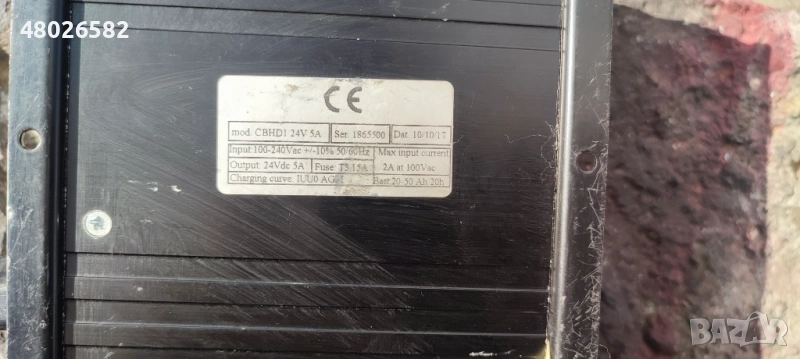 48026582
CE
mod. CBHD1 24V 5A Ser. 1865500 Dat. 10/10/17
Input 100-240Vac +/-10% 50/60Hz Max input current
Output 24Vdc 5A Fuse T3.15A 2A at 100Vac
Charging curve: IUU0 Batt 20-50 Ah 20h
BAZAR